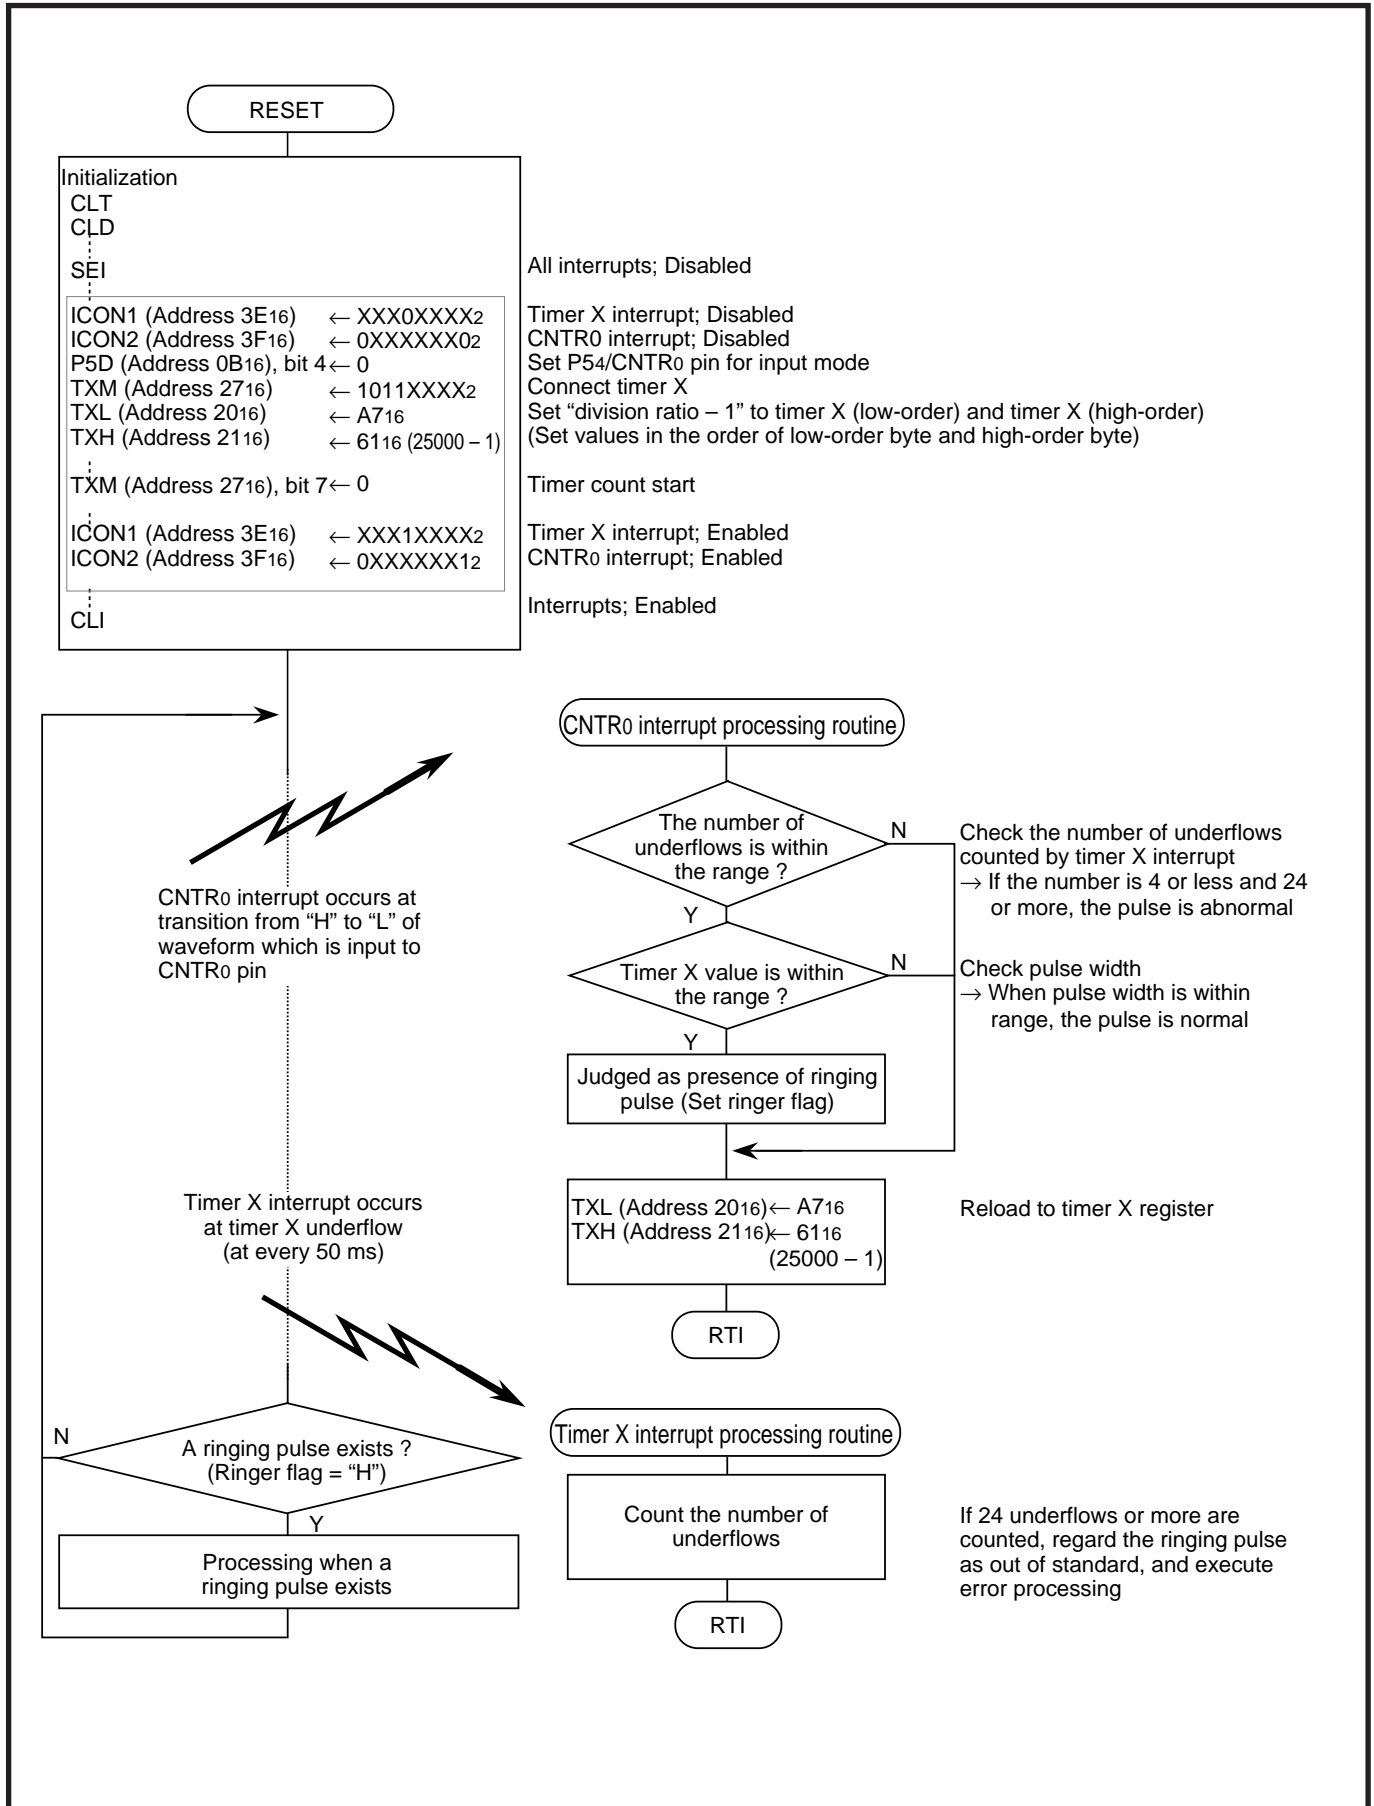 RESET
Initialization
CLT
CLD
SEI
All interrupts; Disabled
ICON1 (Address 3E16) ← XXX0XXXX2 Timer X interrupt; Disabled
ICON2 (Address 3F16) ← 0XXXXXX02 CNTR0 interrupt; Disabled
P5D (Address 0B16), bit 4 ← 0 Set P54/CNTR0 pin for input mode
TXM (Address 2716) ← 1011XXXX2 Connect timer X
TXL (Address 2016) ← A716 Set “division ratio – 1” to timer X (low-order) and timer X (high-order)
TXH (Address 2116) ← 6116 (25000 – 1) (Set values in the order of low-order byte and high-order byte)
TXM (Address 2716), bit 7 ← 0 Timer count start
ICON1 (Address 3E16) ← XXX1XXXX2 Timer X interrupt; Enabled
ICON2 (Address 3F16) ← 0XXXXXX12 CNTR0 interrupt; Enabled
Interrupts; Enabled
CLI
CNTR0 interrupt occurs at
transition from “H” to “L” of
waveform which is input to
CNTR0 pin
Timer X interrupt occurs
at timer X underflow
(at every 50 ms)
N
A ringing pulse exists ?
(Ringer flag = “H”)
Y
Processing when a
ringing pulse exists
CNTR0 interrupt processing routine
The number of
underflows is within
the range ?
N
Y
Check the number of underflows
counted by timer X interrupt
→ If the number is 4 or less and 24
or more, the pulse is abnormal
Timer X value is within
the range ?
N
Y
Check pulse width
→ When pulse width is within
range, the pulse is normal
Judged as presence of ringing
pulse (Set ringer flag)
TXL (Address 2016) ← A716
TXH (Address 2116) ← 6116
(25000 – 1)
Reload to timer X register
RTI
Timer X interrupt processing routine
Count the number of
underflows
If 24 underflows or more are
counted, regard the ringing pulse
as out of standard, and execute
error processing
RTI